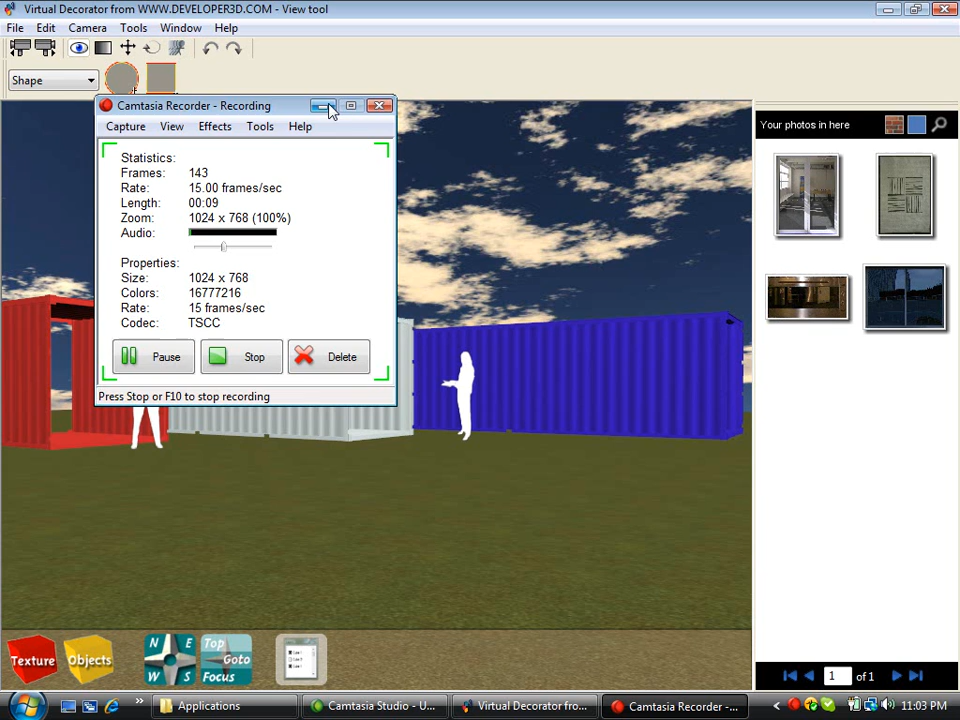 Virtual Decorator from WWW.DEVELOPER3D.COM - View tool
File Edit Camera Tools Window Help
Shape
Camtasia Recorder - Recording
Capture View Effects Tools Help
Statistics:
Frames: 143
Rate: 15.00 frames/sec
Length: 00:09
Zoom: 1024 x 768 (100%)
Audio:
Properties:
Size: 1024 x 768
Colors: 16777216
Rate: 15 frames/sec
Codec: TSCC
Pause Stop Delete
Press Stop or F10 to stop recording
Your photos in here
Texture
Objects
N E
W S
Top
Goto
Focus
1 of 1
Applications
Camtasia Studio - U...
Virtual Decorator fro...
Camtasia Recorder -...
11:03 PM